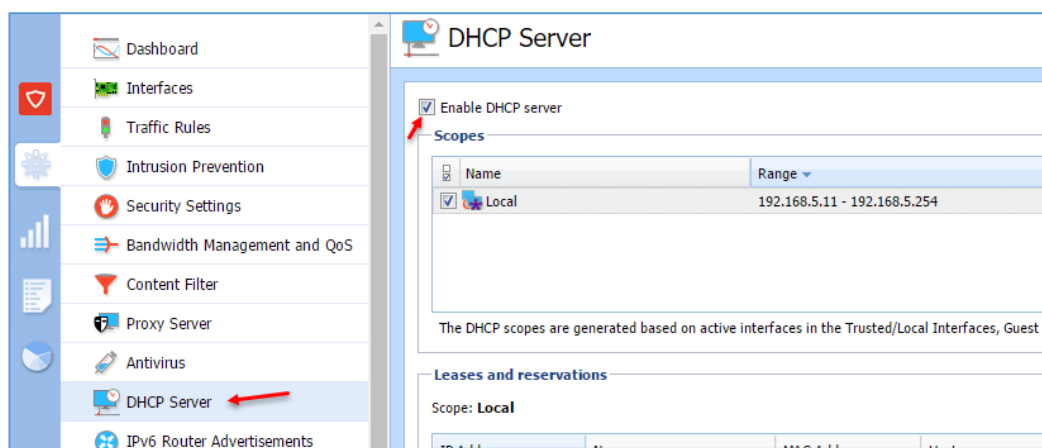 Dashboard
Interfaces
Traffic Rules
Intrusion Prevention
Security Settings
Bandwidth Management and QoS
Content Filter
Proxy Server
Antivirus
DHCP Server
IPv6 Router Advertisements
DHCP Server
Enable DHCP server
Scopes
Name Range
Local 192.168.5.11 - 192.168.5.254
The DHCP scopes are generated based on active interfaces in the Trusted/Local Interfaces, Guest
Leases and reservations
Scope: Local